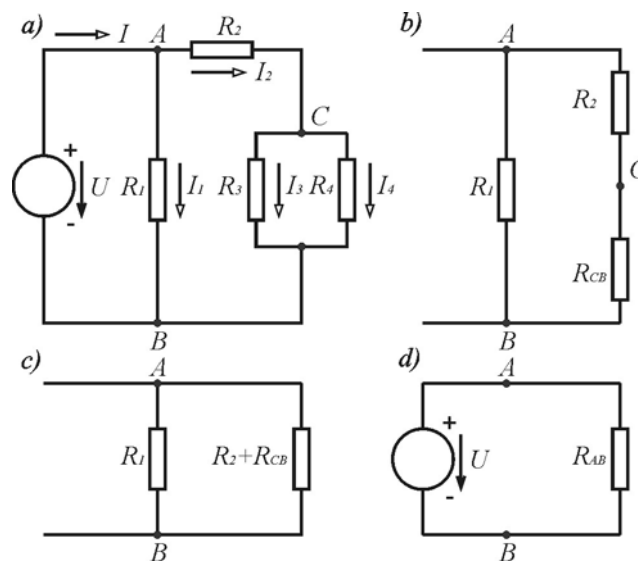 a) I A R2 I2
C
+ U - R1 I1 R3 I3 R4 I4
B
b) A
R2
R1 C
RCB
B
c) A
R1 R2+RCB
B
d) A
+ U - RAB
B